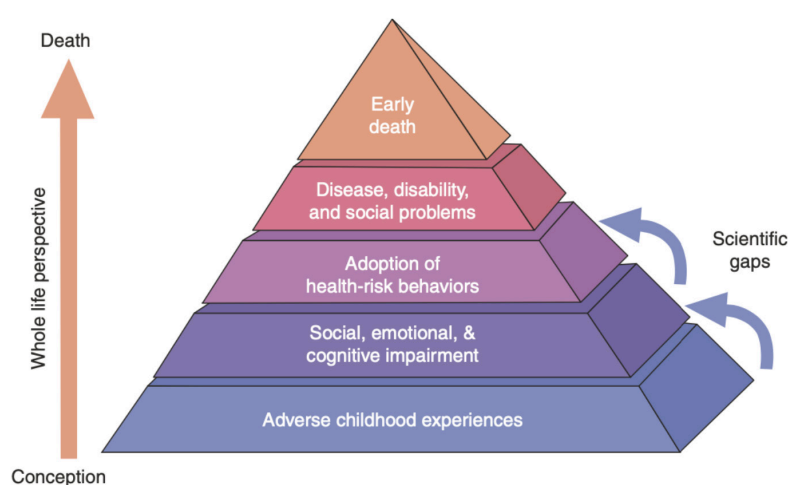 Death
Early
death
Disease, disability,
and social problems
Scientific
gaps
Adoption of
health-risk behaviors
Whole life perspective
Social, emotional, &
cognitive impairment
Adverse childhood experiences
Conception